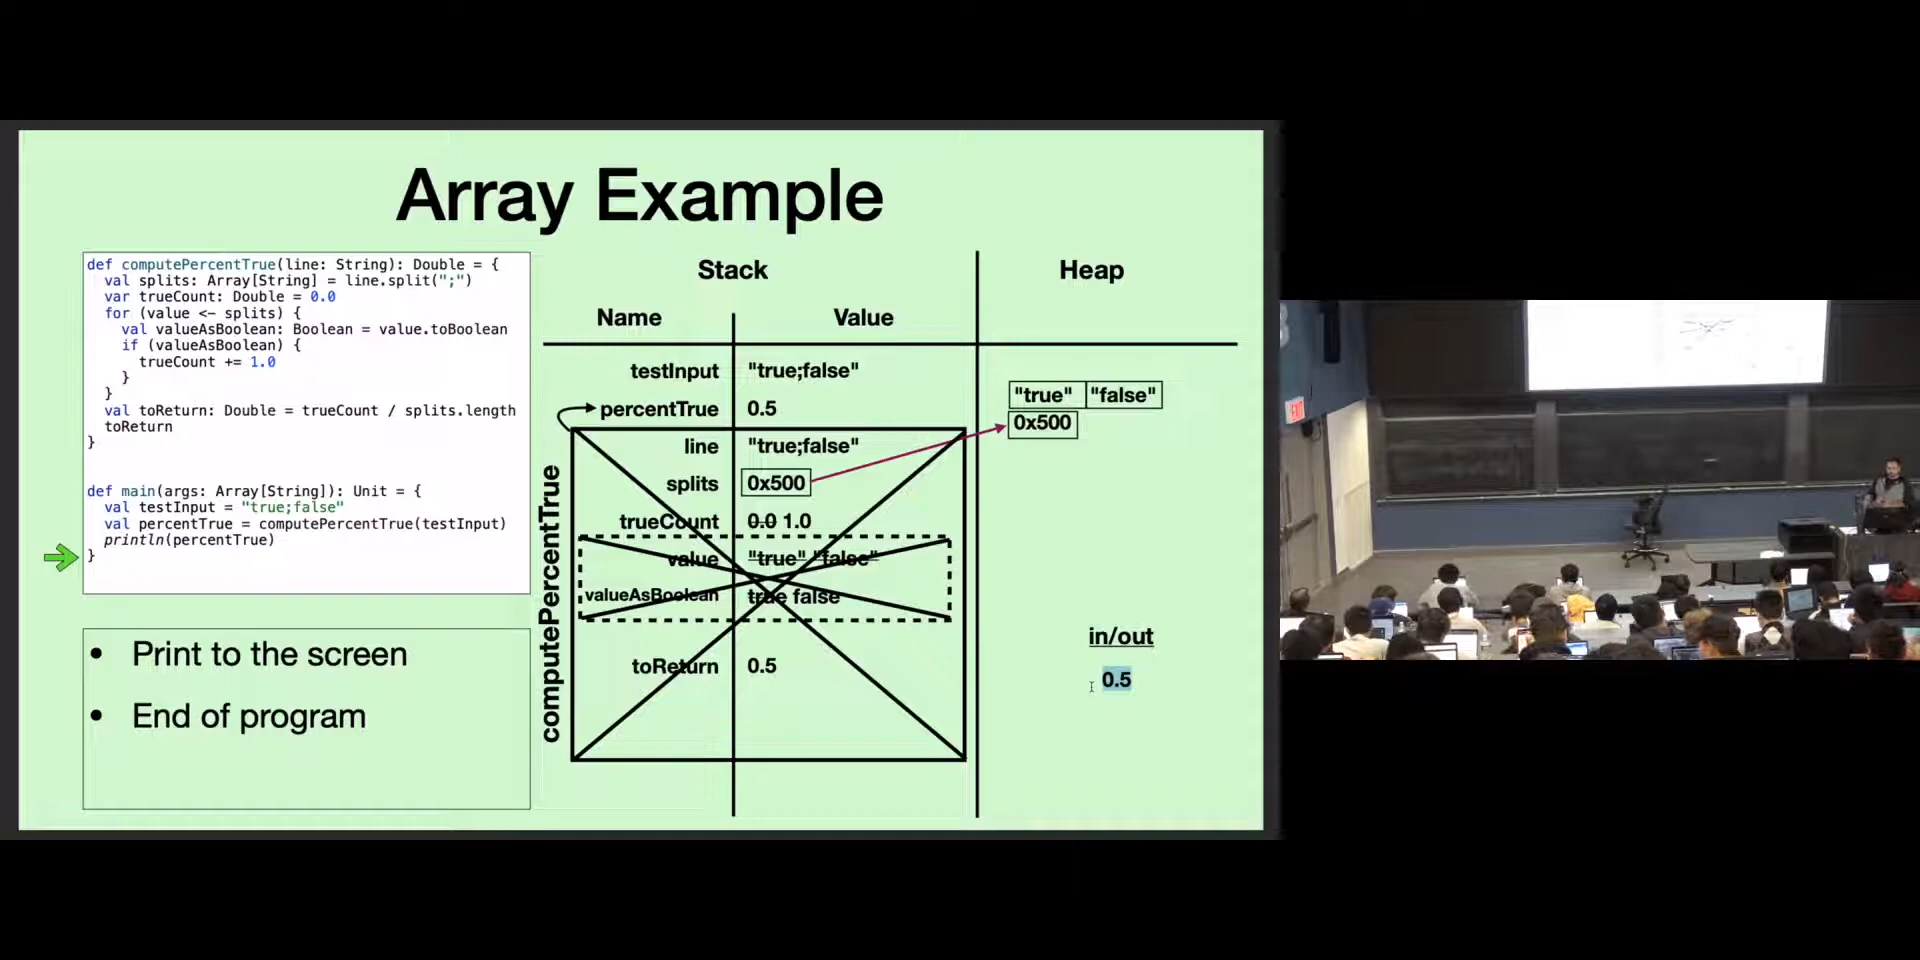 Array Example
def computePercentTrue(line: String): Double = {
  val splits: Array[String] = line.split(";")
  var trueCount: Double = 0.0
  for (value <- splits) {
    val valueAsBoolean: Boolean = value.toBoolean
    if (valueAsBoolean) {
      trueCount += 1.0
    }
  }
  val toReturn: Double = trueCount / splits.length
  toReturn
}
def main(args: Array[String]): Unit = {
  val testInput = "true;false"
  val percentTrue = computePercentTrue(testInput)
  println(percentTrue)
}
• Print to the screen
• End of program
Stack
Name Value
testInput "true;false"
percentTrue 0.5
computePercentTrue
line "true;false"
splits 0x500
trueCount 0.0 1.0
value "true" "false"
valueAsBoolean true false
toReturn 0.5
Heap
"true" "false"
0x500
in/out
0.5
EXIT